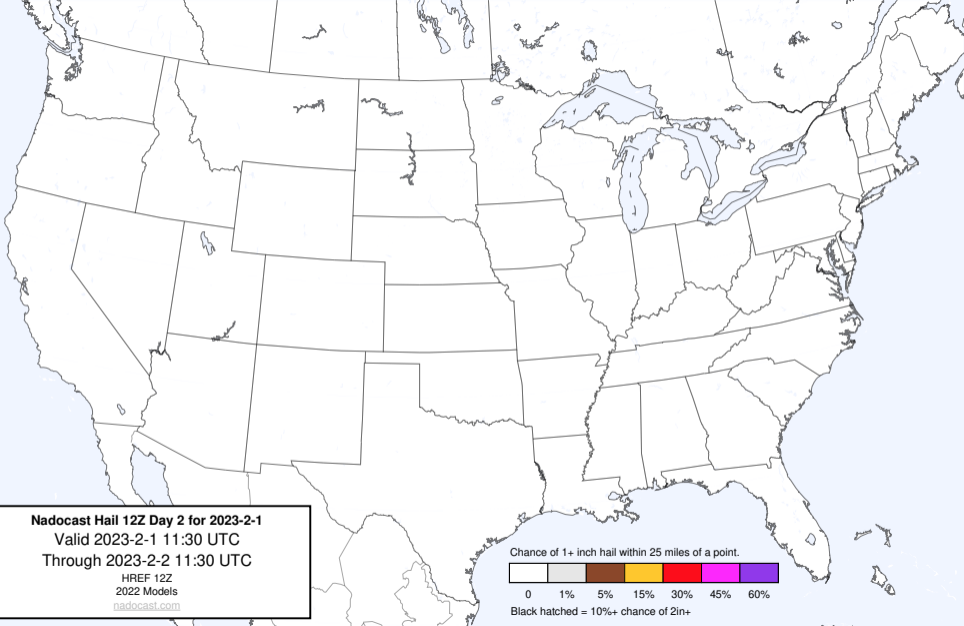 Nadocast Hail 12Z Day 2 for 2023-2-1
Valid 2023-2-1 11:30 UTC
Through 2023-2-2 11:30 UTC
HREF 12Z
2022 Models
nadocast.com
Chance of 1+ inch hail within 25 miles of a point.
0 1% 5% 15% 30% 45% 60%
Black hatched = 10%+ chance of 2in+